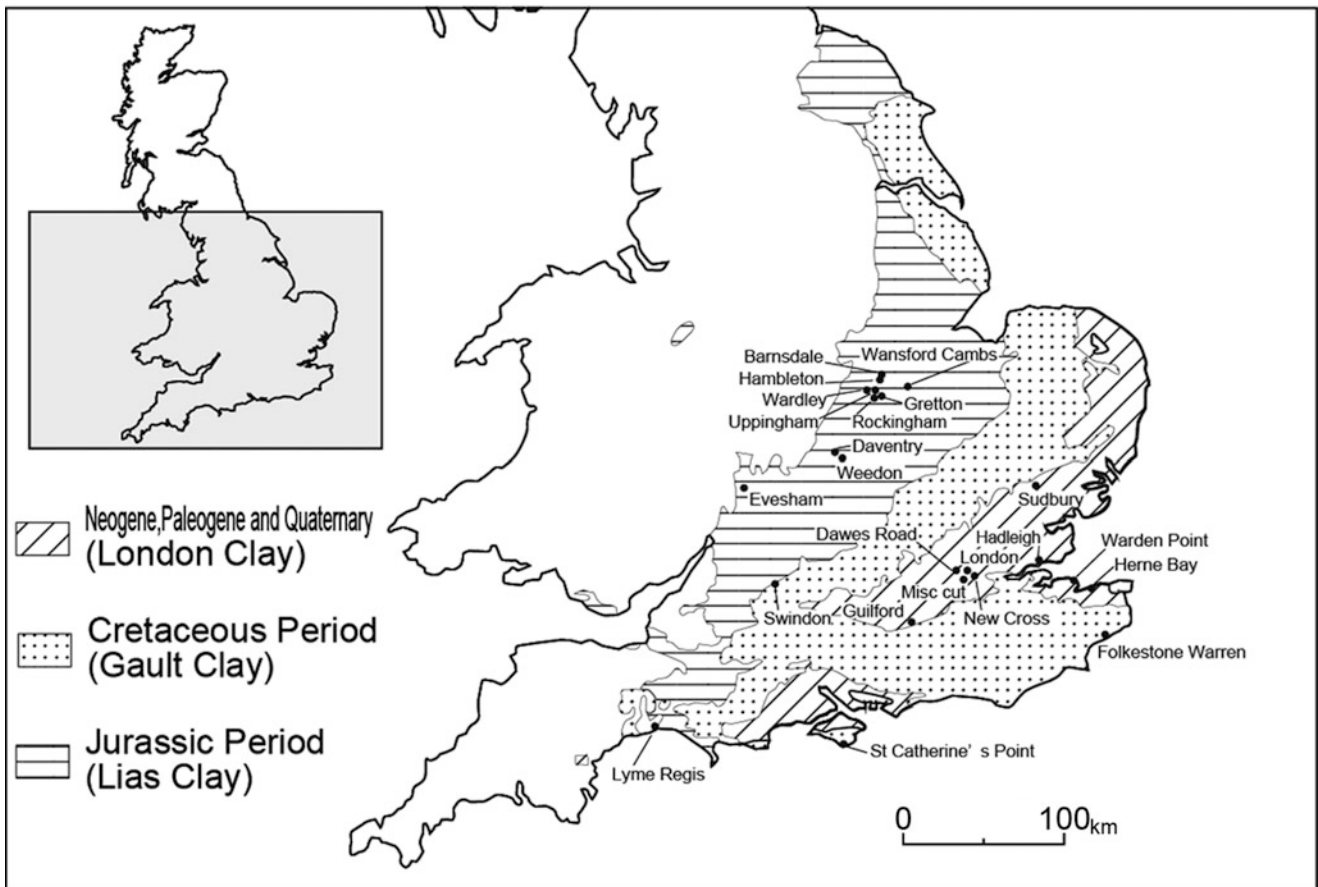 Barnsdale
Wansford Cambs
Hambleton
Wardley
Gretton
Uppingham
Rockingham
Daventry
Weedon
Evesham
Sudbury
Neogene,Paleogene and Quaternary
(London Clay)
Dawes Road
Hadleigh
London
Warden Point
Herne Bay
Misc cut
Swindon
Guilford
New Cross
Cretaceous Period
(Gault Clay)
Folkestone Warren
Jurassic Period
(Lias Clay)
St Catherine’s Point
Lyme Regis
0 100km